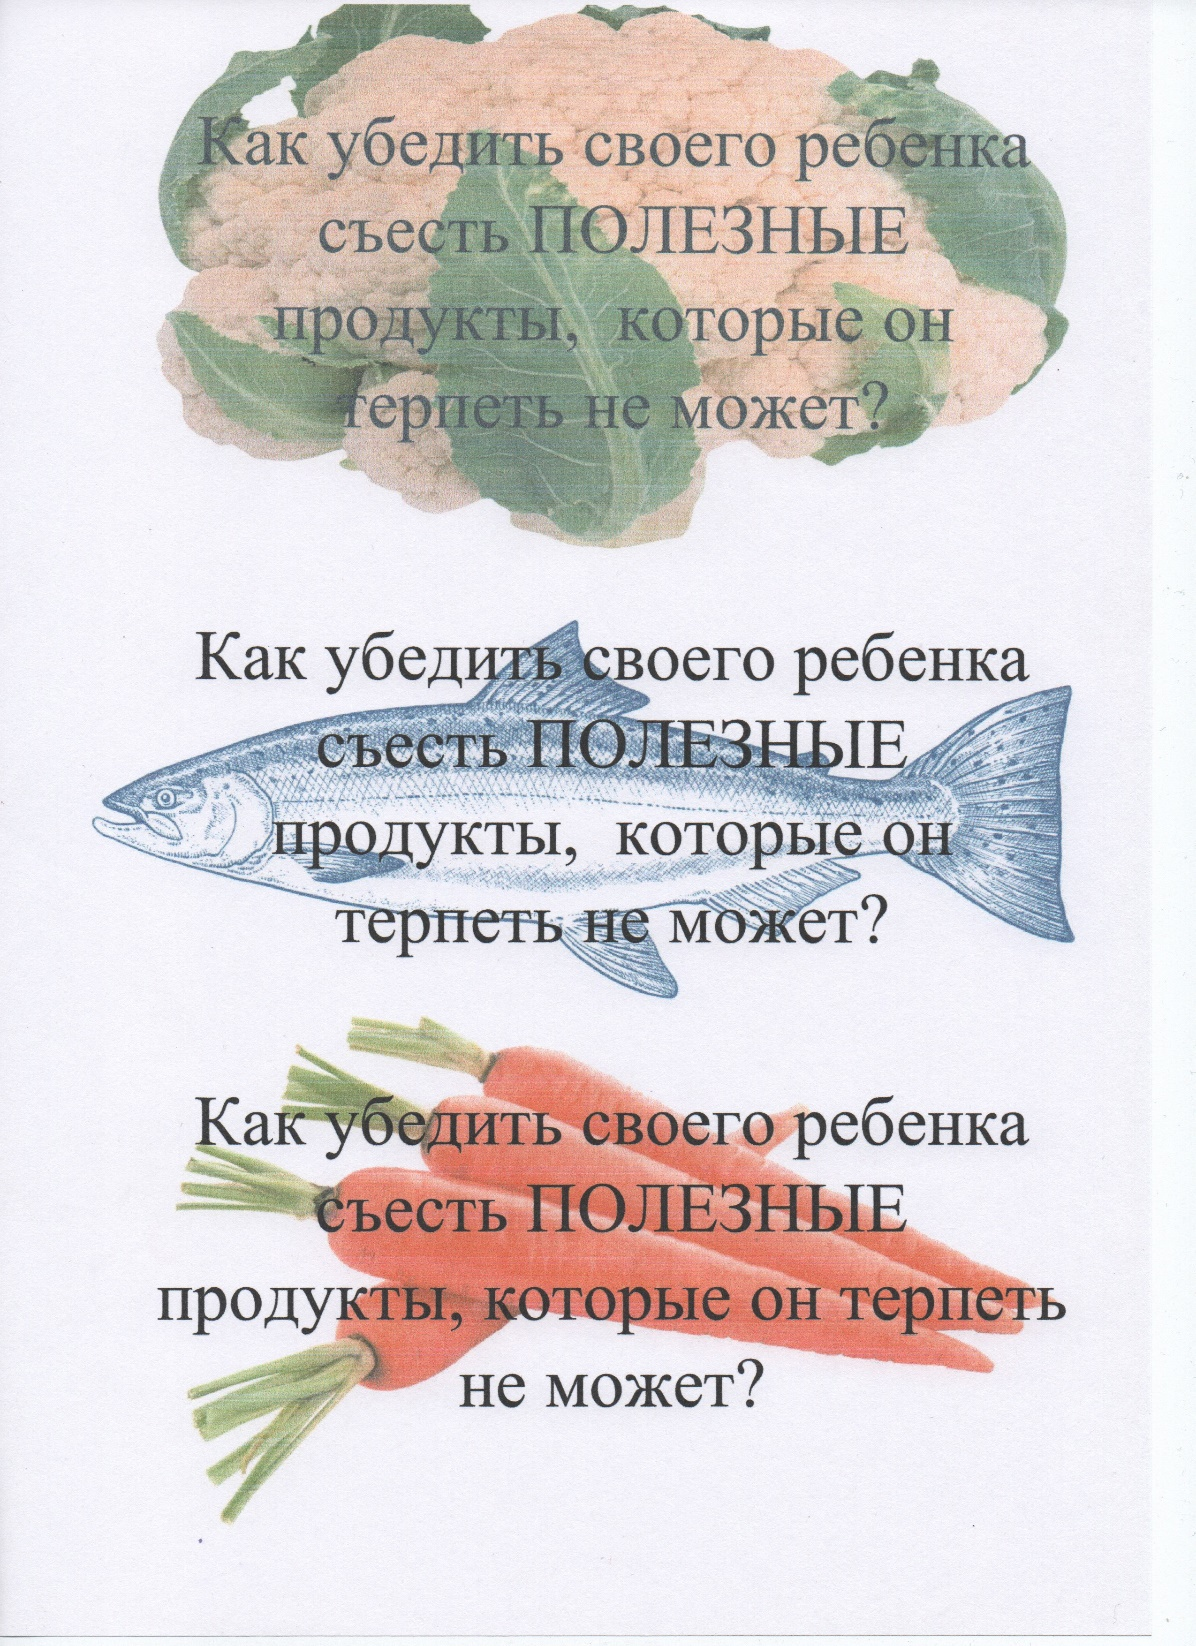 Как убедить своего ребенка
съесть ПОЛЕЗНЫЕ
продукты, которые он
терпеть не может?
Как убедить своего ребенка
съесть ПОЛЕЗНЫЕ
продукты, которые он
терпеть не может?
Как убедить своего ребенка
съесть ПОЛЕЗНЫЕ
продукты, которые он терпеть
не может?